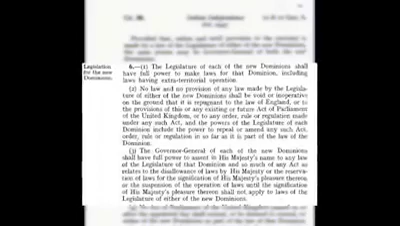 Legislation
for the new
Dominions.
6.—(1) The Legislature of each of the new Dominions shall
have full power to make laws for that Dominion, including
laws having extra-territorial operation.
(2) No law and no provision of any law made by the Legisla-
ture of either of the new Dominions shall be void or inoperative
on the ground that it is repugnant to the law of England, or to
the provisions of this or any existing or future Act of Parliament
of the United Kingdom, or to any order, rule or regulation
made under any such Act, and the powers of the Legislature of
each Dominion include the power to repeal or amend any such Act,
order, rule or regulation in so far as it is part of the law of the
Dominion.
(3) The Governor-General of each of the new Dominions
shall have full power to assent in His Majesty's name to any law
of the Legislature of that Dominion and so much of any Act as
relates to the disallowance of laws by His Majesty or the reserva-
tion of laws for the signification of His Majesty's pleasure thereon
or the suspension of the operation of laws until the signification
of His Majesty's pleasure thereon shall not apply to laws of the
Legislature of either of the new Dominions.